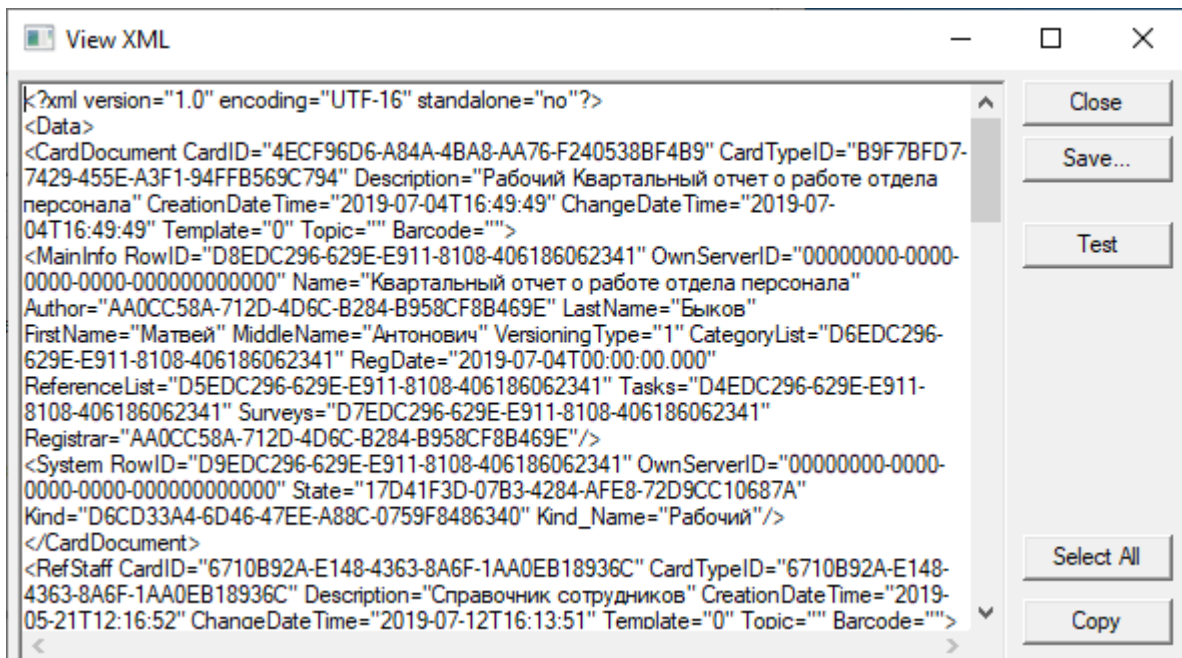 View XML
<?xml version="1.0" encoding="UTF-16" standalone="no"?>
<Data>
<CardDocument CardID="4ECF96D6-A84A-4BA8-AA76-F240538BF4B9" CardTypeID="B9F7BFD7-
7429-455E-A3F1-94FFB569C794" Description="Рабочий Квартальный отчет о работе отдела
персонала" CreationDateTime="2019-07-04T16:49:49" ChangeDateTime="2019-07-
04T16:49:49" Template="0" Topic="" Barcode="">
<MainInfo RowID="D8EDC296-629E-E911-8108-406186062341" OwnServerID="00000000-0000-
0000-0000-000000000000" Name="Квартальный отчет о работе отдела персонала"
Author="AA0CC58A-712D-4D6C-B284-B958CF8B469E" LastName="Быков"
FirstName="Матвей" MiddleName="Антонович" VersioningType="1" CategoryList="D6EDC296-
629E-E911-8108-406186062341" RegDate="2019-07-04T00:00:00.000"
ReferenceList="D5EDC296-629E-E911-8108-406186062341" Tasks="D4EDC296-629E-E911-
8108-406186062341" Surveys="D7EDC296-629E-E911-8108-406186062341"
Registrar="AA0CC58A-712D-4D6C-B284-B958CF8B469E"/>
<System RowID="D9EDC296-629E-E911-8108-406186062341" OwnServerID="00000000-0000-
0000-0000-000000000000" State="17D41F3D-07B3-4284-AFE8-72D9CC10687A"
Kind="D6CD33A4-6D46-47EE-A88C-0759F8486340" Kind_Name="Рабочий"/>
</CardDocument>
<RefStaff CardID="6710B92A-E148-4363-8A6F-1AA0EB18936C" CardTypeID="6710B92A-E148-
4363-8A6F-1AA0EB18936C" Description="Справочник сотрудников" CreationDateTime="2019-
05-21T12:16:52" ChangeDateTime="2019-07-12T16:13:51" Template="0" Topic="" Barcode="">
Close
Save...
Test
Select All
Copy